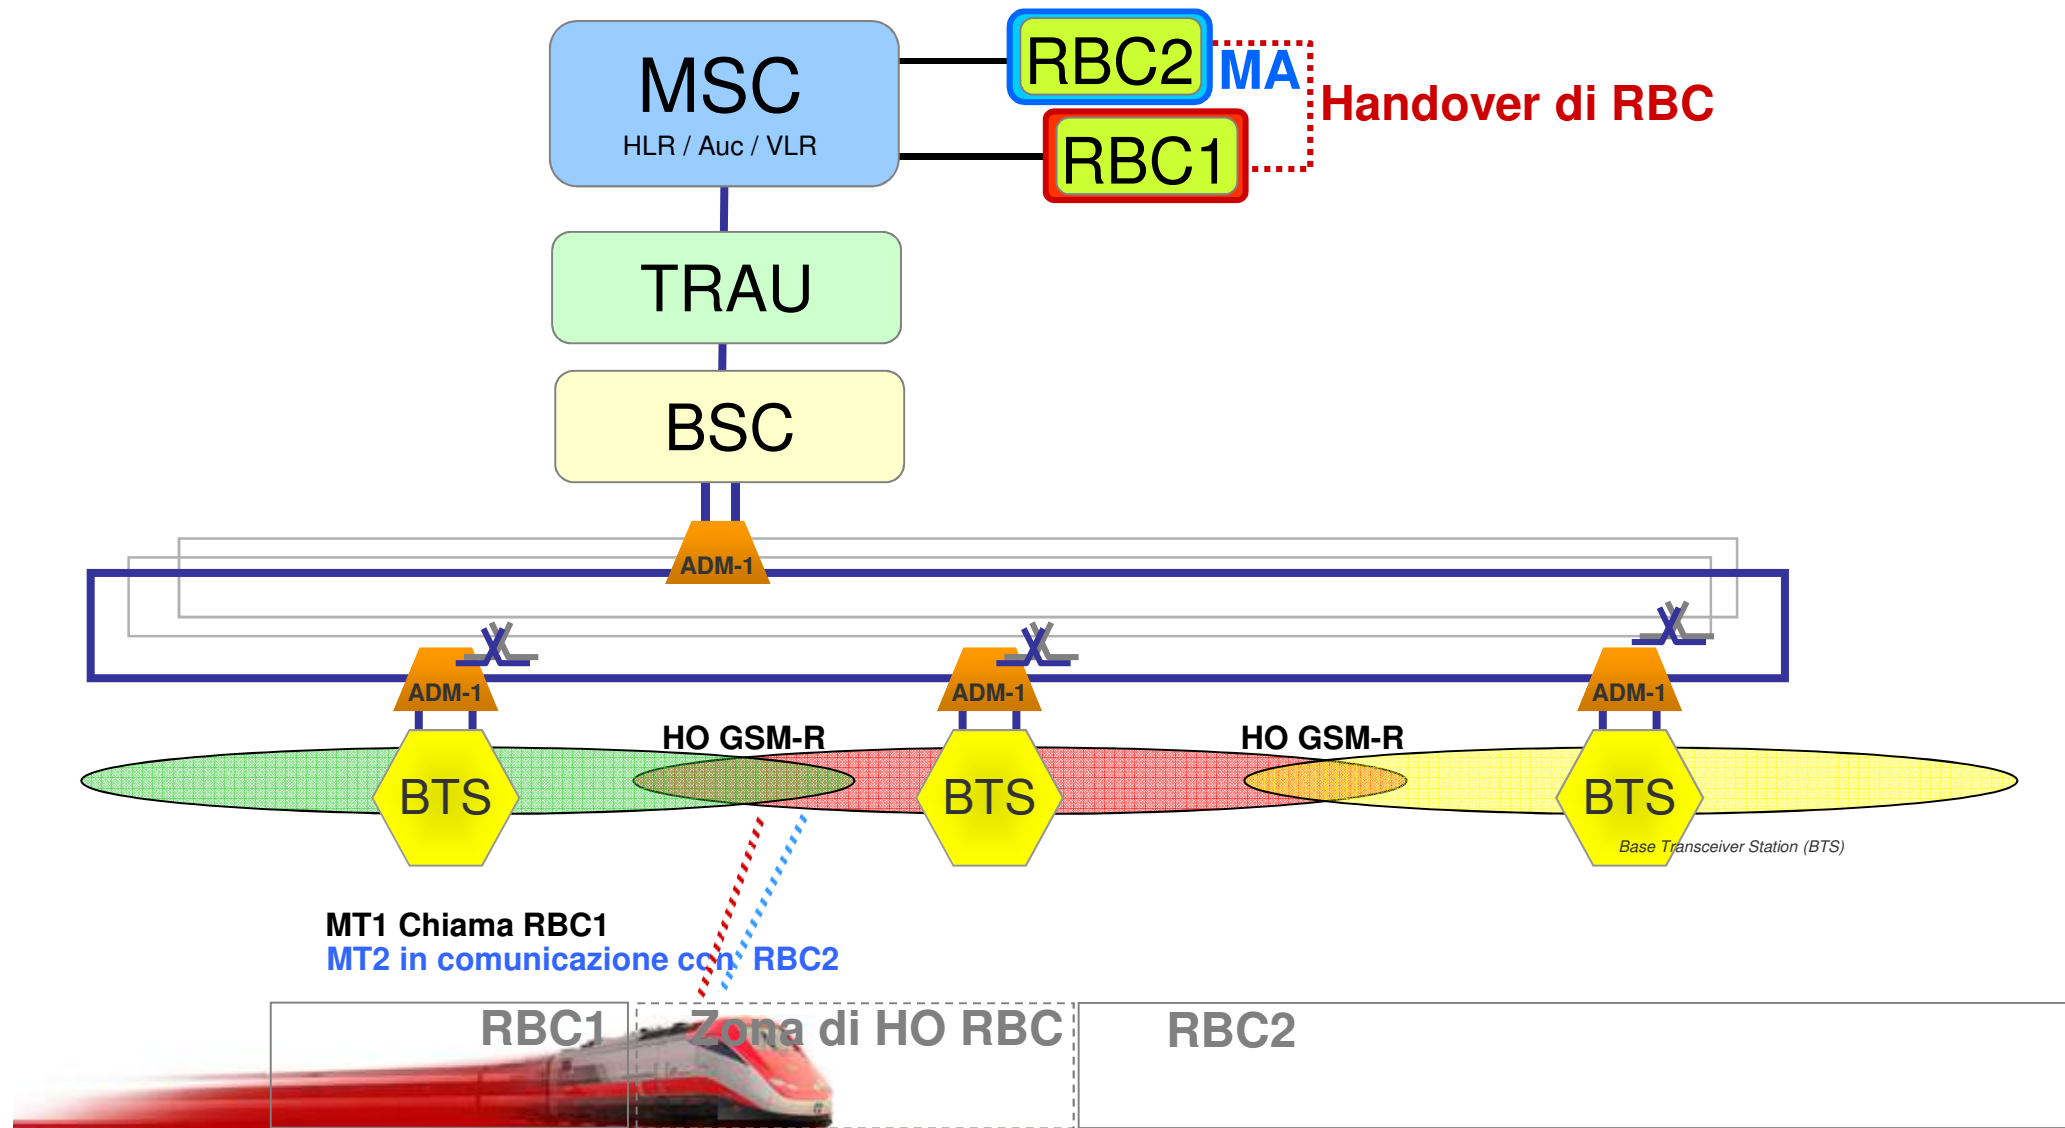 MSC
HLR / Auc / VLR
RBC2
MA
Handover di RBC
RBC1
TRAU
BSC
ADM-1
ADM-1
ADM-1
ADM-1
HO GSM-R
HO GSM-R
BTS
BTS
BTS
Base Transceiver Station (BTS)
MT1 Chiama RBC1
MT2 in comunicazione con RBC2
RBC1
Zona di HO RBC
RBC2